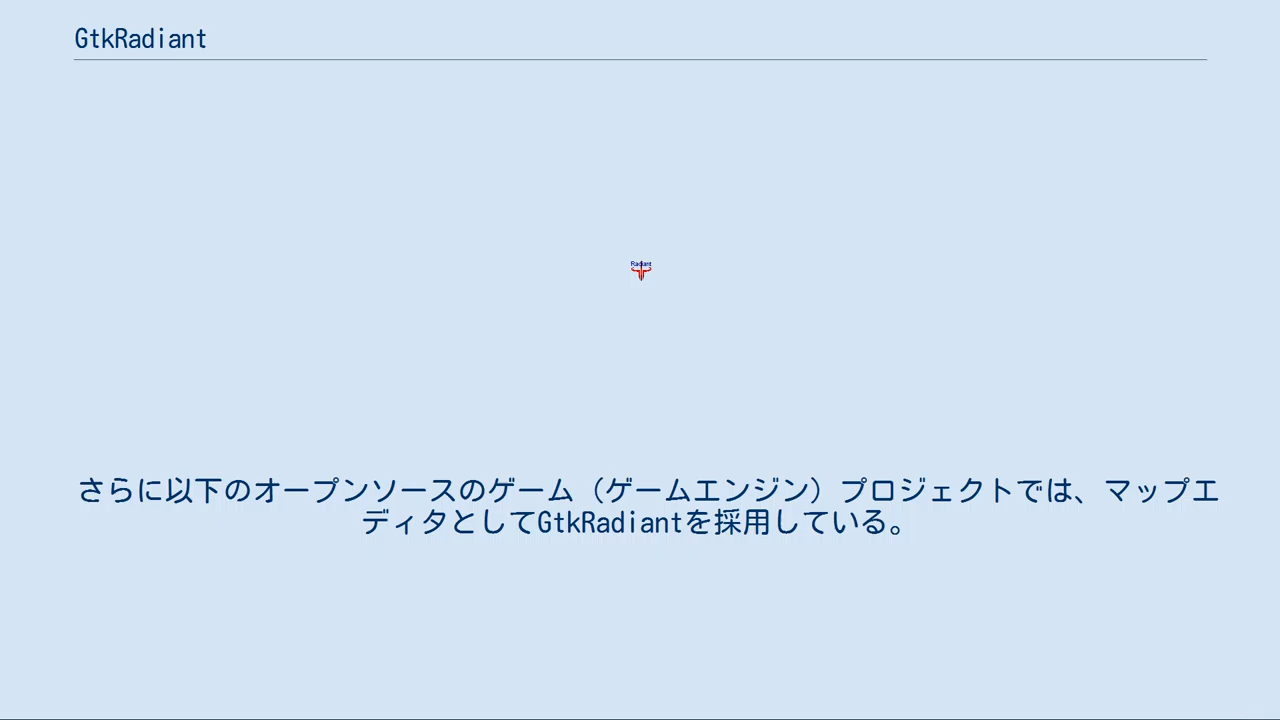 GtkRadiant
Radiant
さらに以下のオープンソースのゲーム（ゲームエンジン）プロジェクトでは、マップエ
ディタとしてGtkRadiantを採用している。